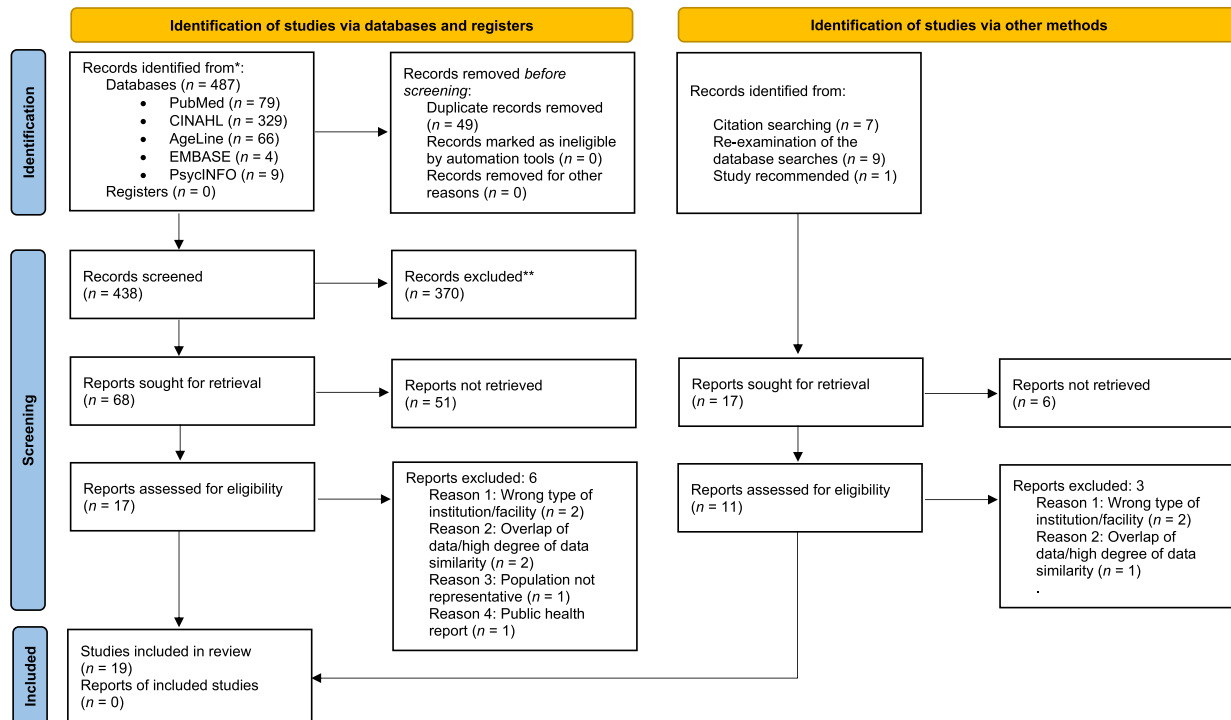 Identification of studies via databases and registers
Identification of studies via other methods
Identification
Records identified from*:
Databases (n = 487)
• PubMed (n = 79)
• CINAHL (n = 329)
• AgeLine (n = 66)
• EMBASE (n = 4)
• PsycINFO (n = 9)
Registers (n = 0)
Records removed before
screening:
Duplicate records removed
(n = 49)
Records marked as ineligible
by automation tools (n = 0)
Records removed for other
reasons (n = 0)
Records identified from:
Citation searching (n = 7)
Re-examination of the
database searches (n = 9)
Study recommended (n = 1)
Screening
Records screened
(n = 438)
Records excluded**
(n = 370)
Reports sought for retrieval
(n = 68)
Reports not retrieved
(n = 51)
Reports sought for retrieval
(n = 17)
Reports not retrieved
(n = 6)
Reports assessed for eligibility
(n = 17)
Reports excluded: 6
Reason 1: Wrong type of
institution/facility (n = 2)
Reason 2: Overlap of
data/high degree of data
similarity (n = 2)
Reason 3: Population not
representative (n = 1)
Reason 4: Public health
report (n = 1)
Reports assessed for eligibility
(n = 11)
Reports excluded: 3
Reason 1: Wrong type of
institution/facility (n = 2)
Reason 2: Overlap of
data/high degree of data
similarity (n = 1)
.
Included
Studies included in review
(n = 19)
Reports of included studies
(n = 0)